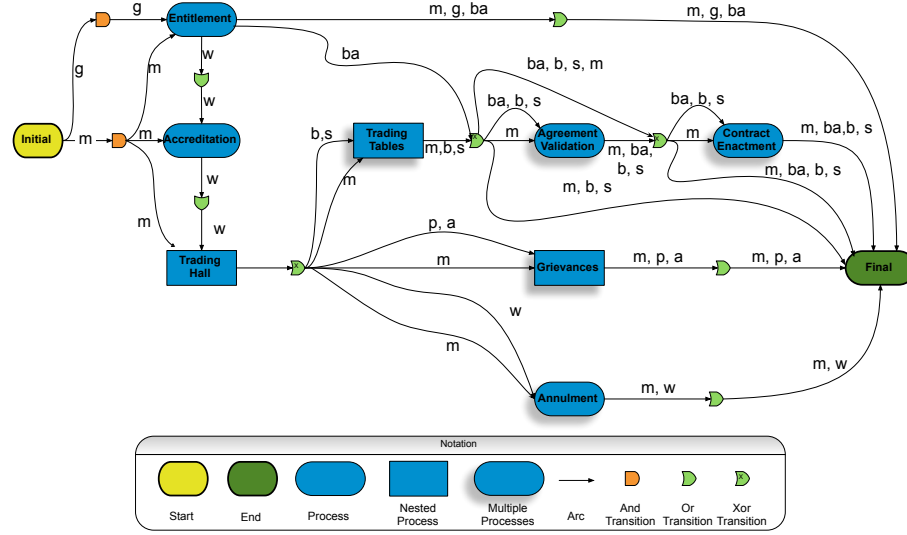 g
Entitlement
m, g, ba
m, g, ba
g
m
w
ba
ba, b, s, m
w
ba, b, s
ba, b, s
Initial
m
m
Accreditation
b,s
Trading
Tables
m,b,s
x
m
Agreement
Validation
m, ba,
b, s
x
m
Contract
Enactment
m, ba,b, s
w
m
m, b, s
m, ba, b, s
m
w
Trading
Hall
x
p, a
m
Grievances
m, p, a
m, p, a
Final
w
m
Annulment
m, w
m, w
Notation
x
Start
End
Process
Nested
Process
Multiple
Processes
Arc
And
Transition
Or
Transition
Xor
Transition